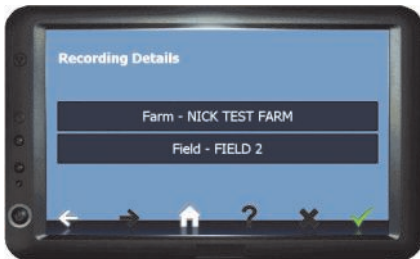 Recording Details
Farm - NICK TEST FARM
Field - FIELD 2
?